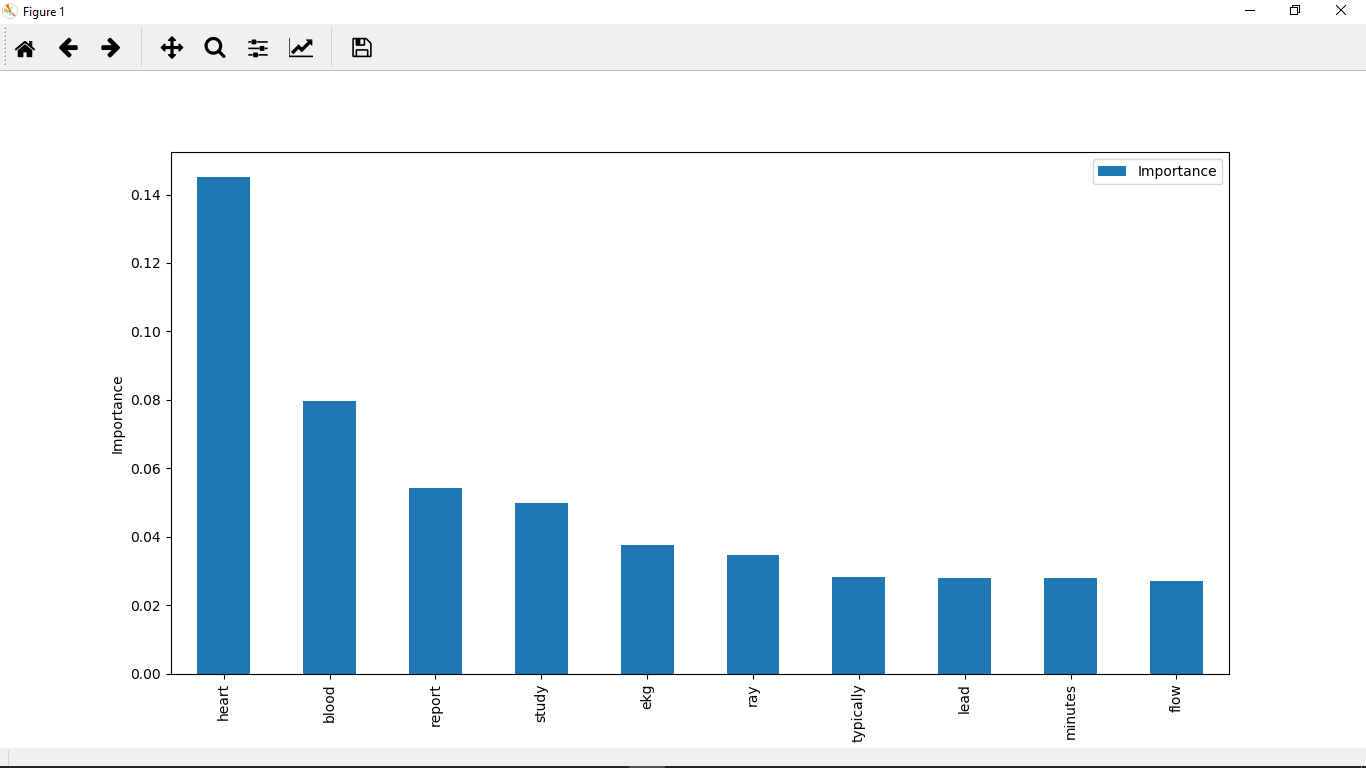 Figure 1
Importance
0.14
0.12
0.10
0.08
0.06
0.04
0.02
0.00
Importance
heart
blood
report
study
ekg
ray
typically
lead
minutes
flow